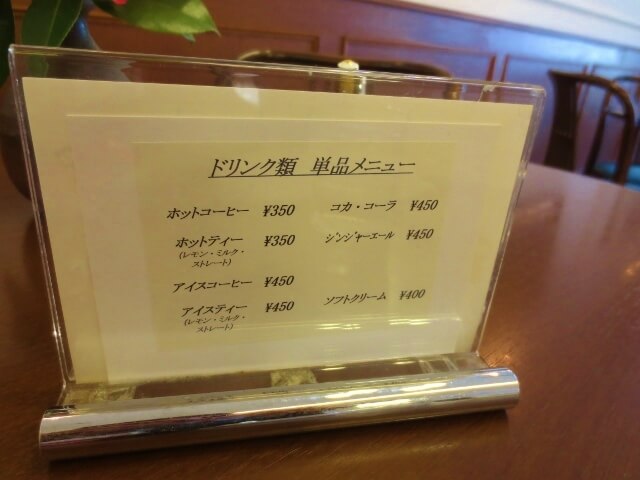 ドリンク類 単品メニュー
ホットコーヒー ¥350
ホットティー ¥350
(レモン・ミルク・
ストレート)
アイスコーヒー ¥450
アイスティー ¥450
(レモン・ミルク・
ストレート)
コカ・コーラ ¥450
ジンジャーエール ¥450
ソフトクリーム ¥400